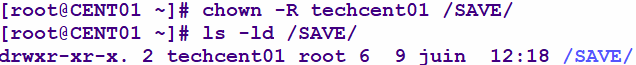 [root@CENT01 ~]# chown -R techcent01 /SAVE/
[root@CENT01 ~]# ls -ld /SAVE/
drwxr-xr-x. 2 techcent01 root 6  9 juin  12:18 /SAVE/